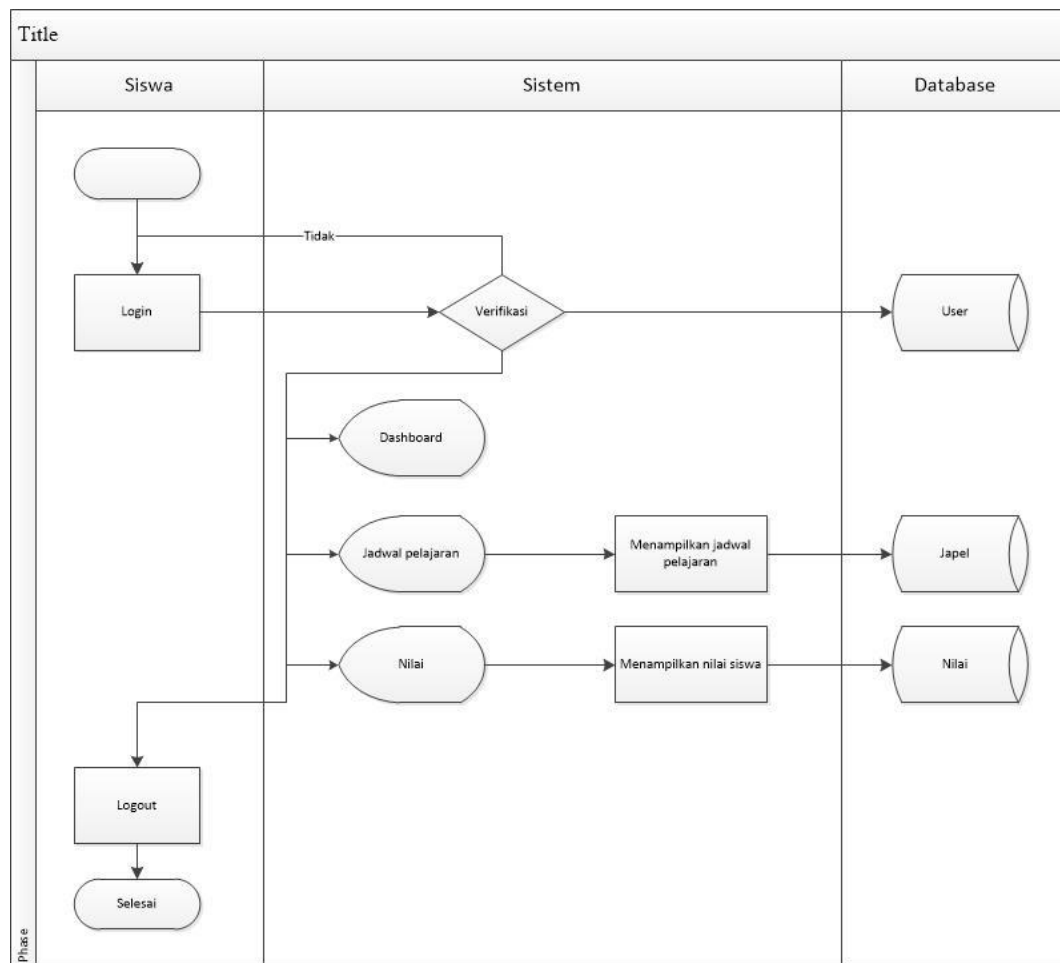 Title
Siswa
Sistem
Database
Tidak
Login
Verifikasi
User
Dashboard
Jadwal pelajaran
Menampilkan jadwal
pelajaran
Japel
Nilai
Menampilkan nilai siswa
Nilai
Logout
Selesai
Phase